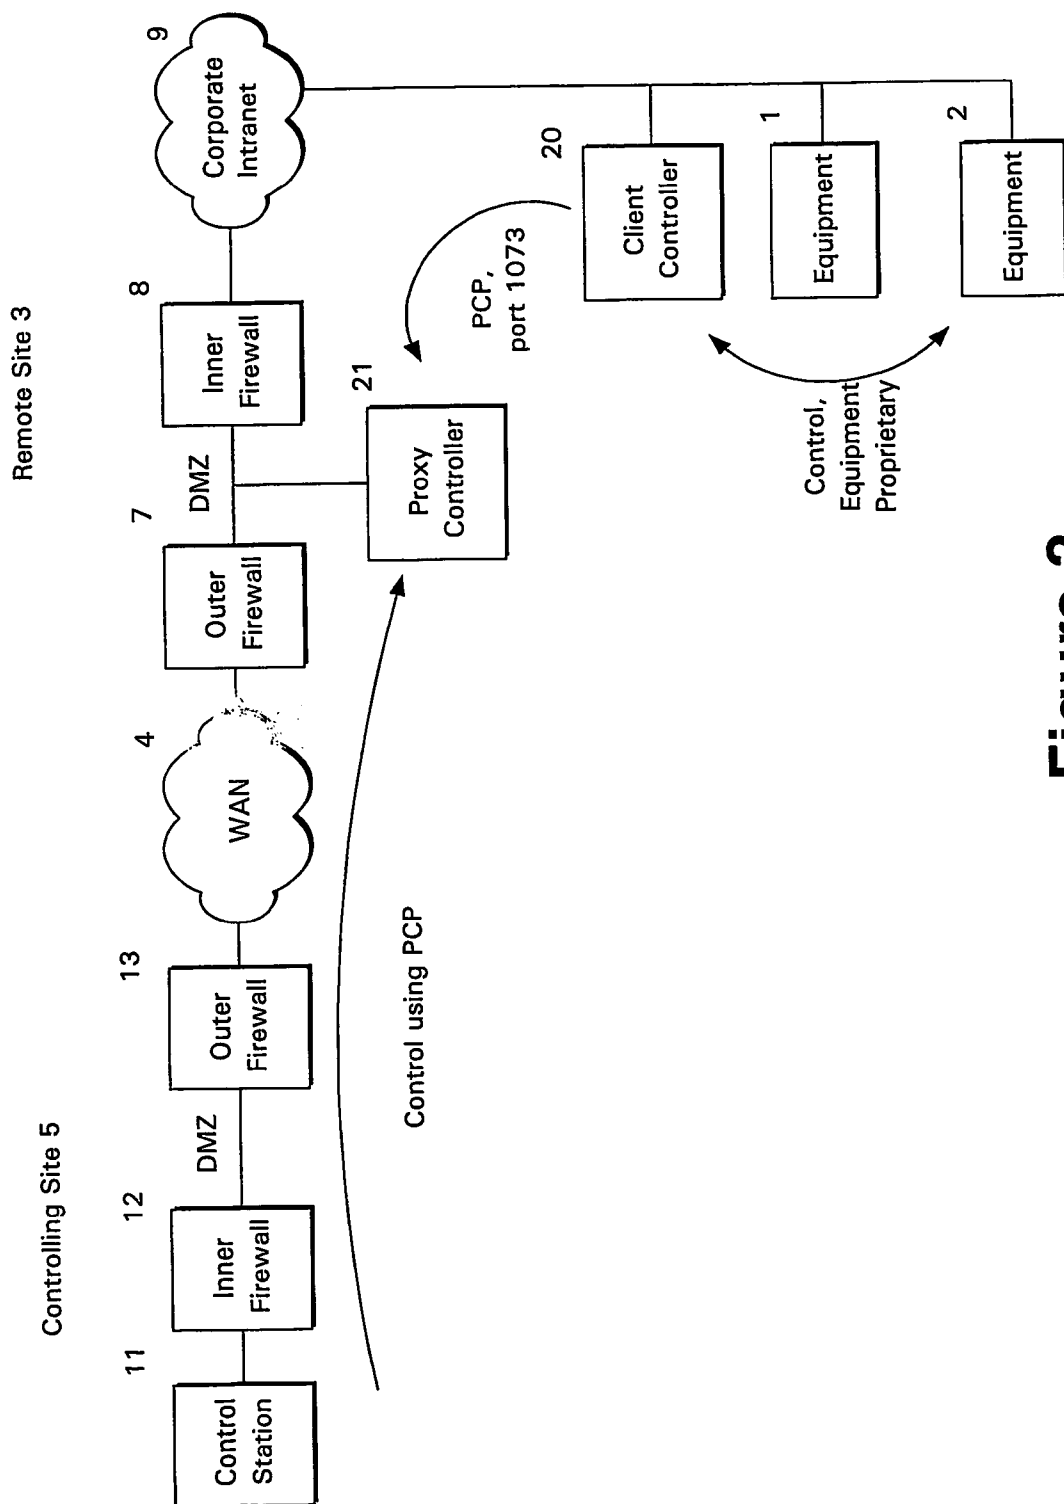 Controlling Site 5
Remote Site 3
11
Control
Station
12
Inner
Firewall
DMZ
13
Outer
Firewall
4
WAN
7
Outer
Firewall
DMZ
8
Inner
Firewall
9
Corporate
Intranet
Control using PCP
21
Proxy
Controller
PCP,
port 1073
20
Client
Controller
1
Equipment
2
Equipment
Control,
Equipment
Proprietary
Figure